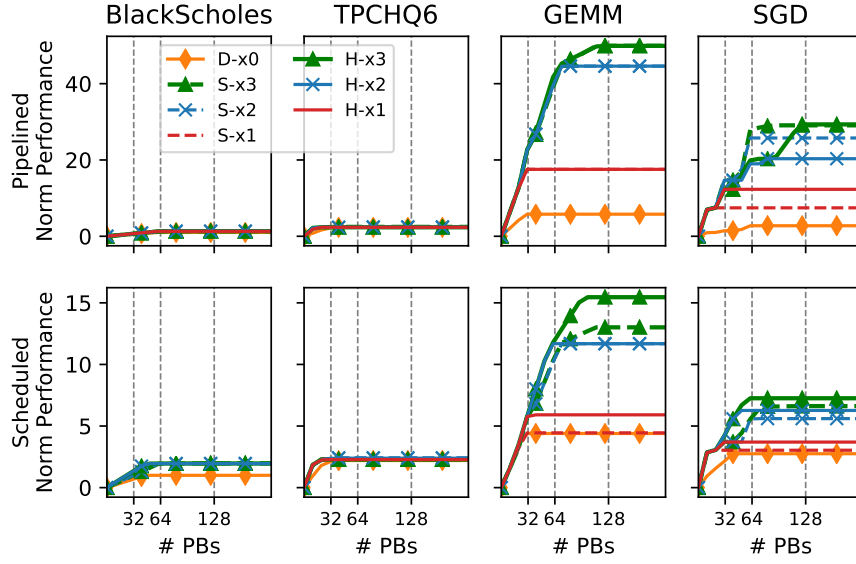 BlackScholes TPCHQ6 GEMM SGD
Pipelined
Norm Performance
40
20
0
D-x0
S-x3
S-x2
S-x1
H-x3
H-x2
H-x1
Scheduled
Norm Performance
15
10
5
0
32 64 128 32 64 128 32 64 128 32 64 128
# PBs # PBs # PBs # PBs